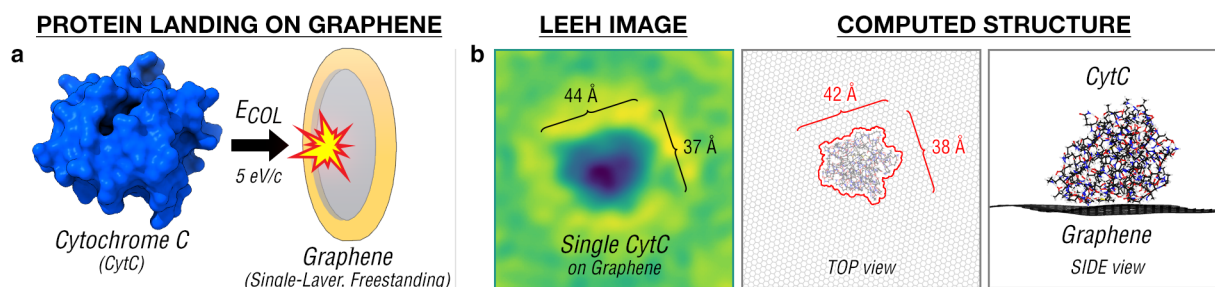 PROTEIN LANDING ON GRAPHENE
LEEH IMAGE
COMPUTED STRUCTURE
a
E_COL
5 eV/c
Cytochrome C
(CytC)
Graphene
(Single-Layer, Freestanding)
b
44 Å
37 Å
Single CytC
on Graphene
42 Å
38 Å
TOP view
CytC
Graphene
SIDE view